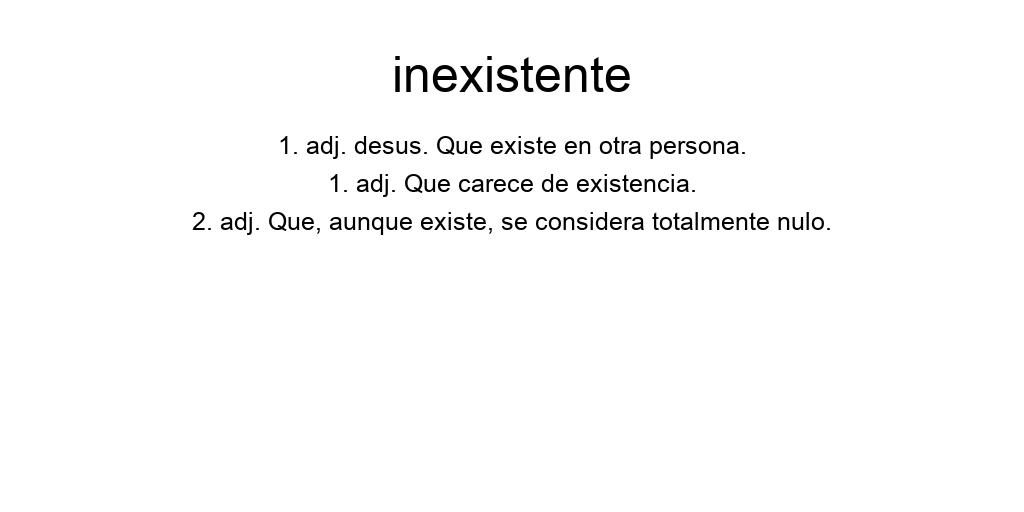 inexistente
1. adj. desus. Que existe en otra persona.
1. adj. Que carece de existencia.
2. adj. Que, aunque existe, se considera totalmente nulo.